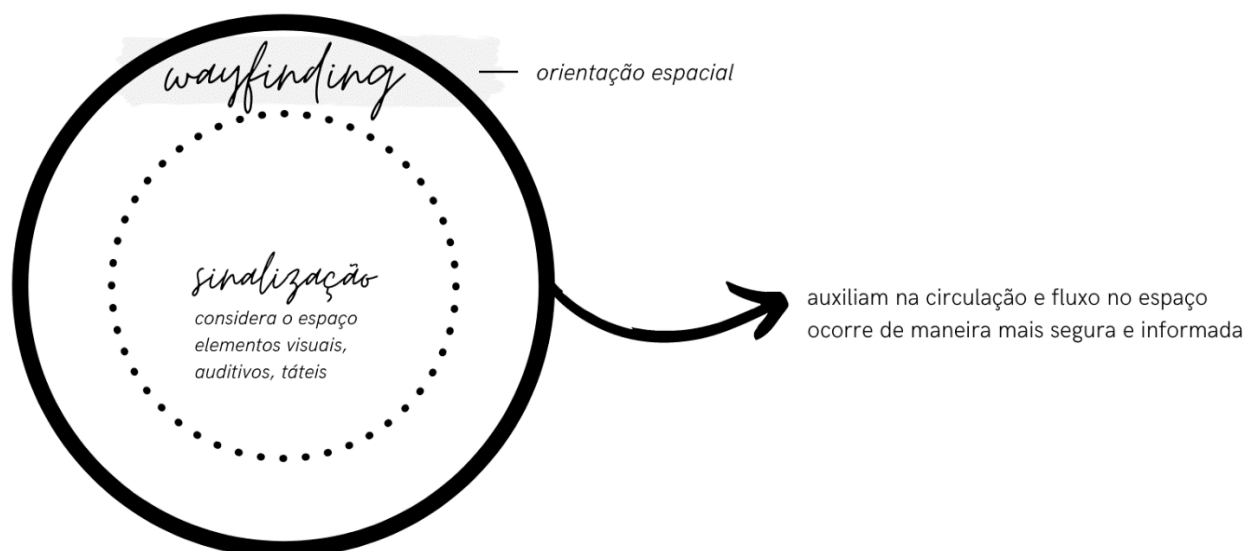 wayfinding
orientação espacial
sinalização
considera o espaço
elementos visuais,
auditivos, táteis
auxiliam na circulação e fluxo no espaço
ocorre de maneira mais segura e informada